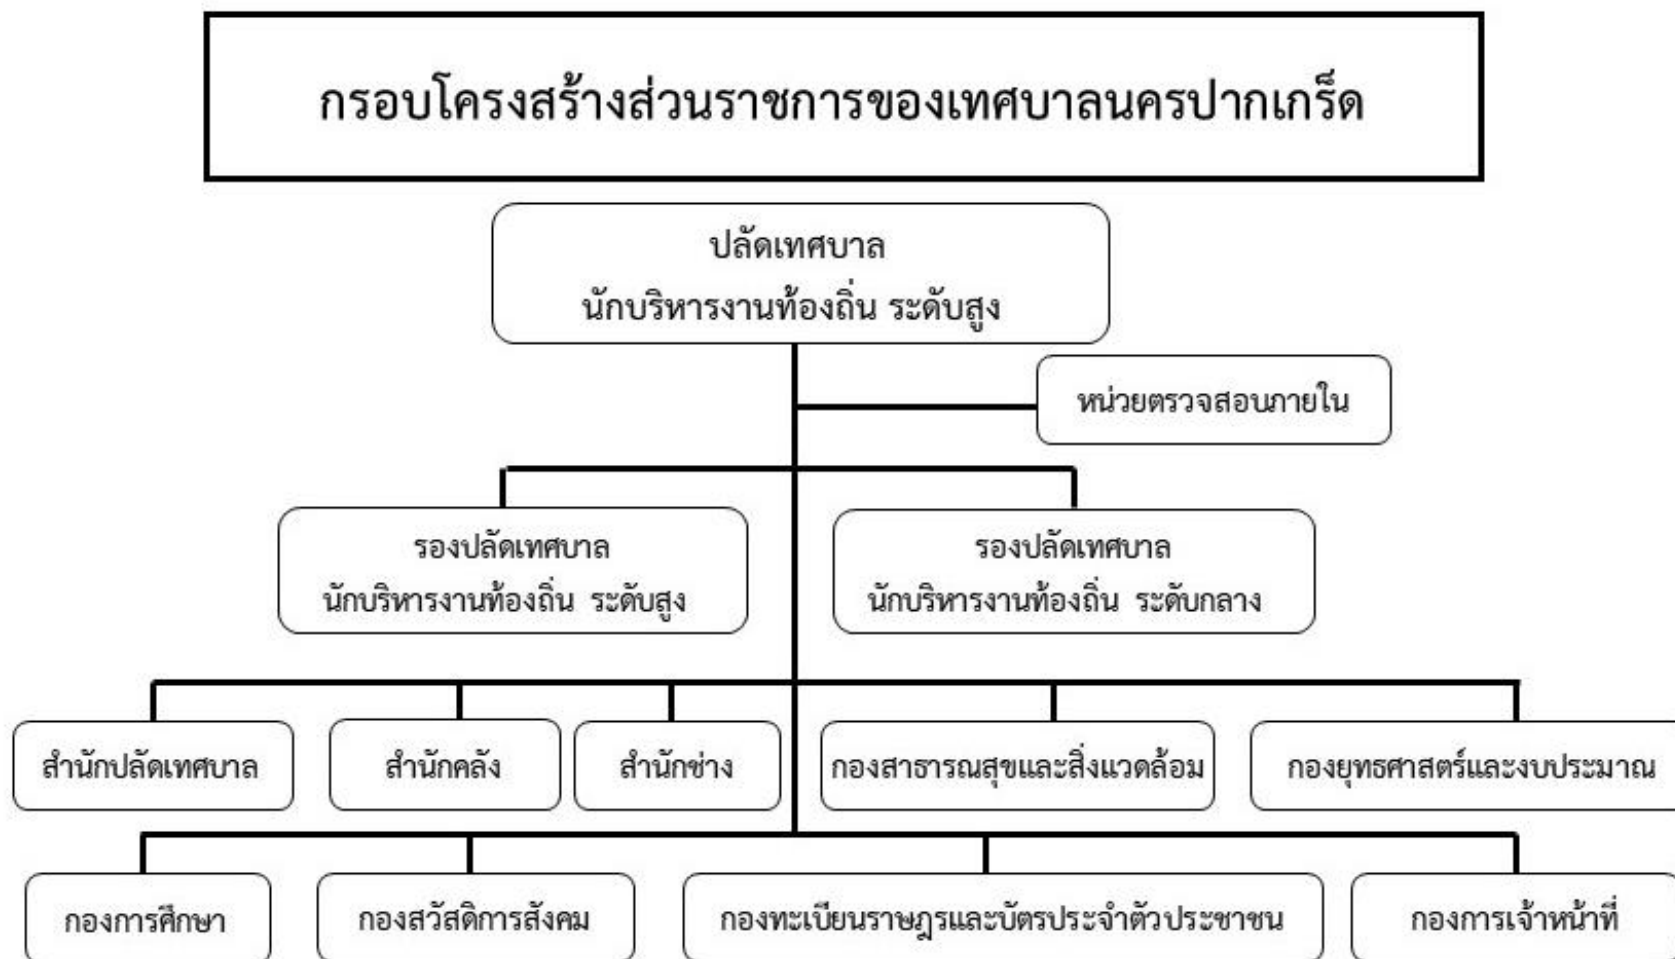 กรอบโครงสร้างส่วนราชการของเทศบาลนครปากเกร็ด
ปลัดเทศบาล
นักบริหารงานท้องถิ่น ระดับสูง
หน่วยตรวจสอบภายใน
รองปลัดเทศบาล
นักบริหารงานท้องถิ่น ระดับสูง
รองปลัดเทศบาล
นักบริหารงานท้องถิ่น ระดับกลาง
สำนักปลัดเทศบาล
สำนักคลัง
สำนักช่าง
กองสาธารณสุขและสิ่งแวดล้อม
กองยุทธศาสตร์และงบประมาณ
กองการศึกษา
กองสวัสดิการสังคม
กองทะเบียนราษฎรและบัตรประจำตัวประชาชน
กองการเจ้าหน้าที่